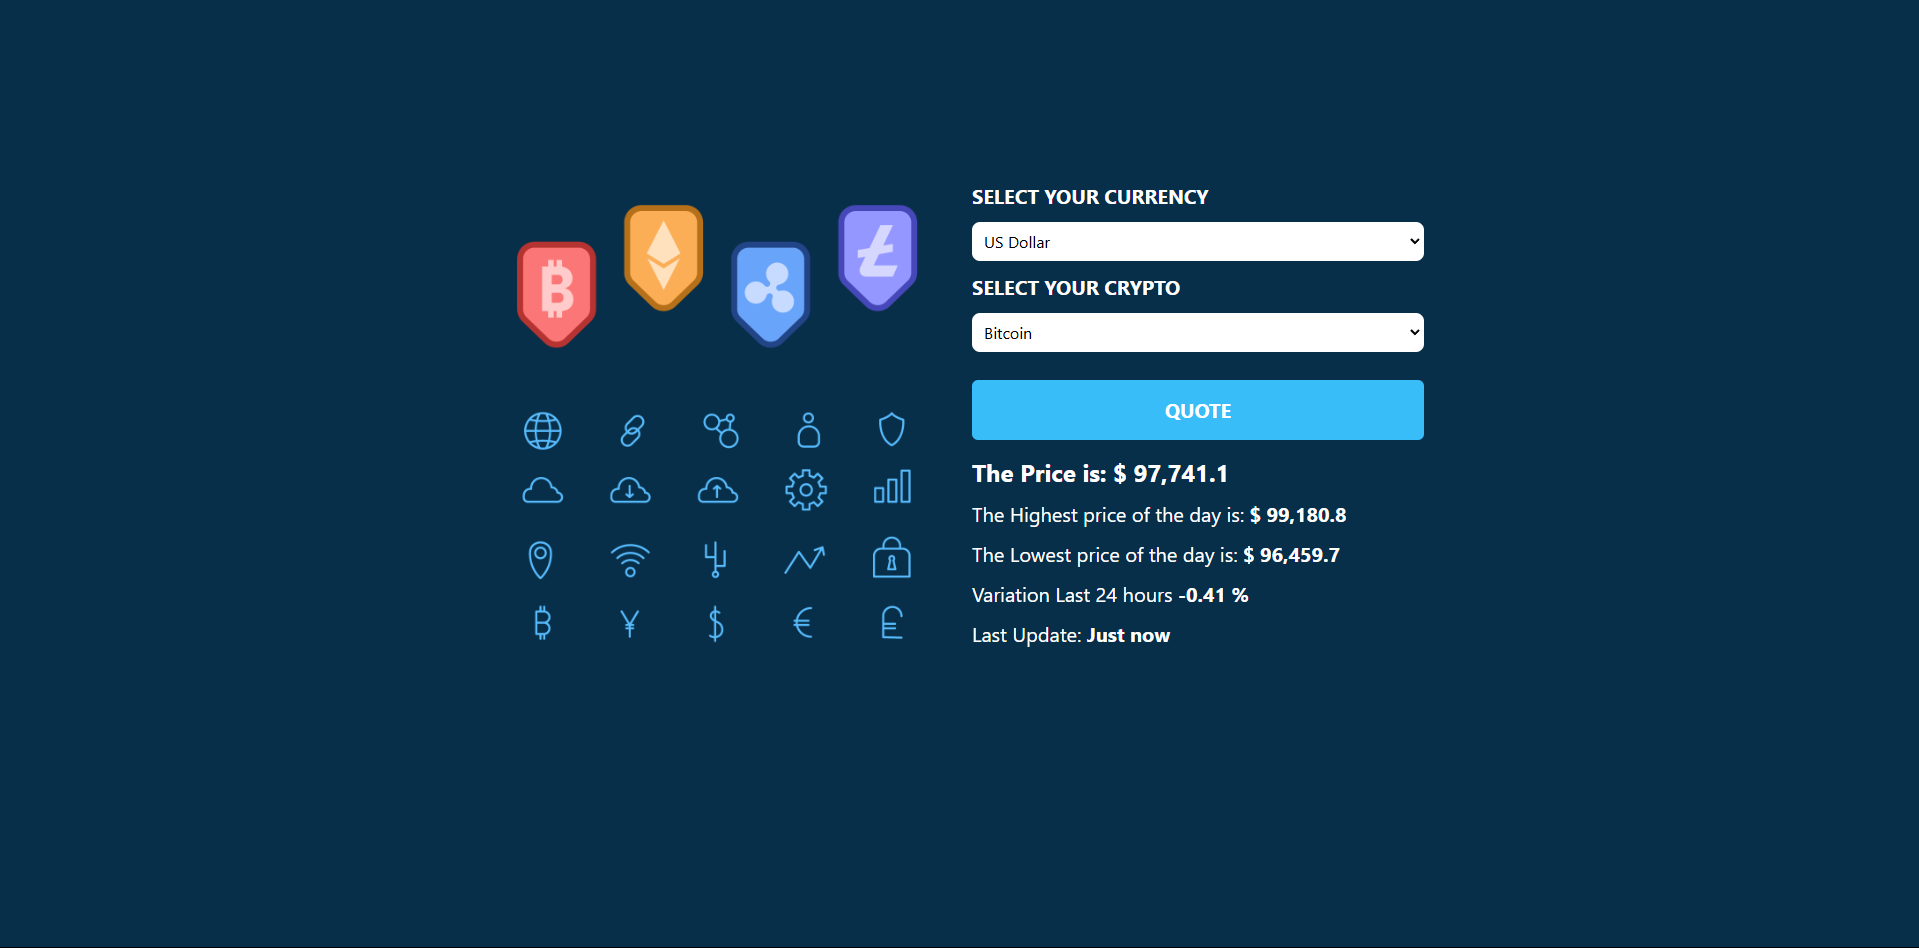 SELECT YOUR CURRENCY
US Dollar
SELECT YOUR CRYPTO
Bitcoin
QUOTE
The Price is: $ 97,741.1
The Highest price of the day is: $ 99,180.8
The Lowest price of the day is: $ 96,459.7
Variation Last 24 hours -0.41 %
Last Update: Just now